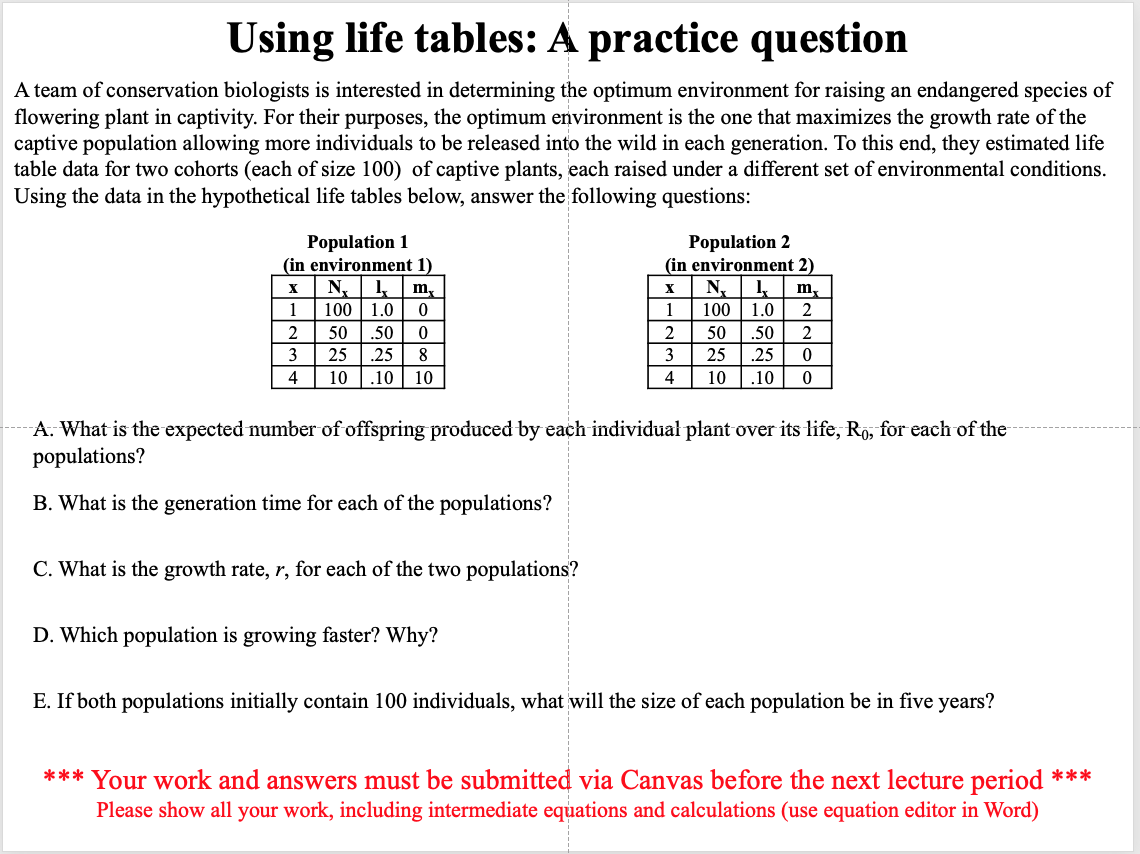 Using life tables: A practice question
A team of conservation biologists is interested in determining the optimum environment for raising an endangered species of
flowering plant in captivity. For their purposes, the optimum environment is the one that maximizes the growth rate of the
captive population allowing more individuals to be released into the wild in each generation. To this end, they estimated life
table data for two cohorts (each of size 100) of captive plants, each raised under a different set of environmental conditions.
Using the data in the hypothetical life tables below, answer the following questions:
Population 1
(in environment 1)
x Nx lx mx
1 100 1.0 0
2 50 .50 0
3 25 .25 8
4 10 .10 10
Population 2
(in environment 2)
x Nx lx mx
1 100 1.0 2
2 50 .50 2
3 25 .25 0
4 10 .10 0
A. What is the expected number of offspring produced by each individual plant over its life, R0, for each of the
populations?
B. What is the generation time for each of the populations?
C. What is the growth rate, r, for each of the two populations?
D. Which population is growing faster? Why?
E. If both populations initially contain 100 individuals, what will the size of each population be in five years?
*** Your work and answers must be submitted via Canvas before the next lecture period ***
Please show all your work, including intermediate equations and calculations (use equation editor in Word)